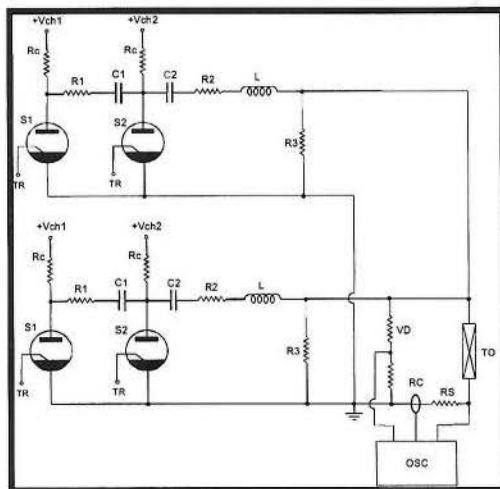 +Vch1 +Vch2
Rc Rc
R1 C1 C2 R2 L
S1 S2
R3
TR TR
+Vch1 +Vch2
Rc Rc
R1 C1 C2 R2 L
S1 S2
R3 VD TO
TR TR
RC RS
OSC